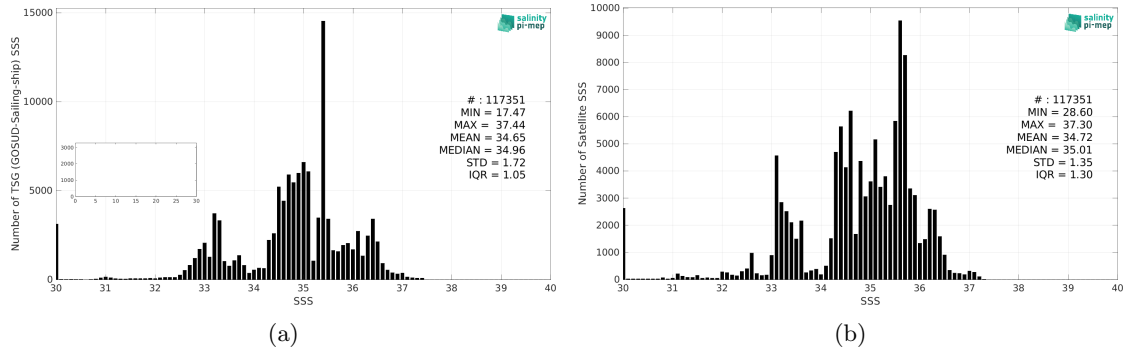 15000
10000
5000
0
Number of TSG (GOSUD-Sailing-ship) SSS
salinity
pi-mep
# : 117351
MIN = 17.47
MAX = 37.44
MEAN = 34.65
MEDIAN = 34.96
STD = 1.72
IQR = 1.05
3000
2000
1000
0
0 5 10 15 20 25 30
30 31 32 33 34 35 36 37 38 39 40
SSS
(a)
10000
9000
8000
7000
6000
5000
4000
3000
2000
1000
0
Number of Satellite SSS
salinity
pi-mep
# : 117351
MIN = 28.60
MAX = 37.30
MEAN = 34.72
MEDIAN = 35.01
STD = 1.35
IQR = 1.30
30 31 32 33 34 35 36 37 38 39 40
SSS
(b)